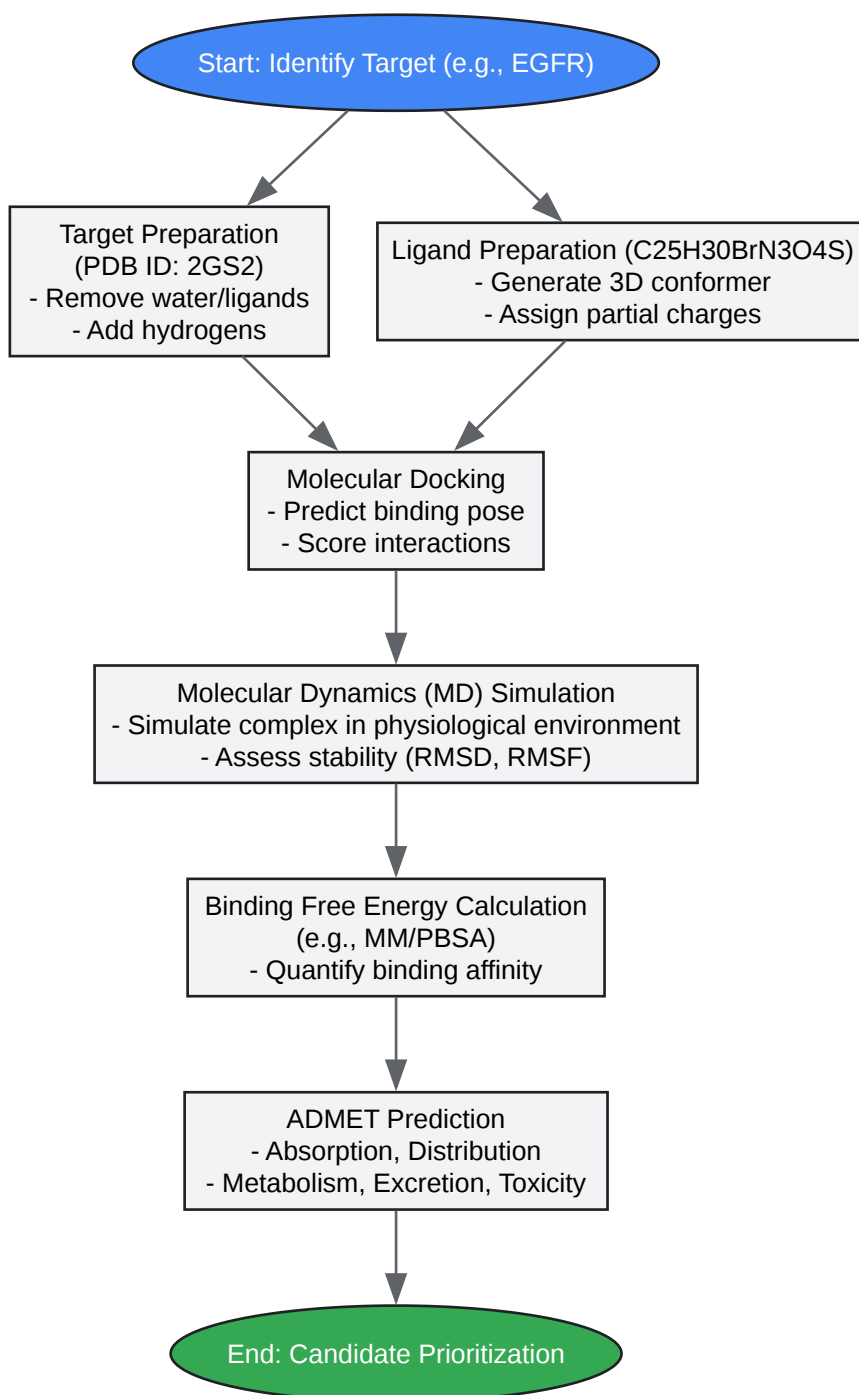 Start: Identify Target (e.g., EGFR)
Target Preparation
(PDB ID: 2GS2)
- Remove water/ligands
- Add hydrogens
Ligand Preparation (C25H30BrN3O4S)
- Generate 3D conformer
- Assign partial charges
Molecular Docking
- Predict binding pose
- Score interactions
Molecular Dynamics (MD) Simulation
- Simulate complex in physiological environment
- Assess stability (RMSD, RMSF)
Binding Free Energy Calculation
(e.g., MM/PBSA)
- Quantify binding affinity
ADMET Prediction
- Absorption, Distribution
- Metabolism, Excretion, Toxicity
End: Candidate Prioritization